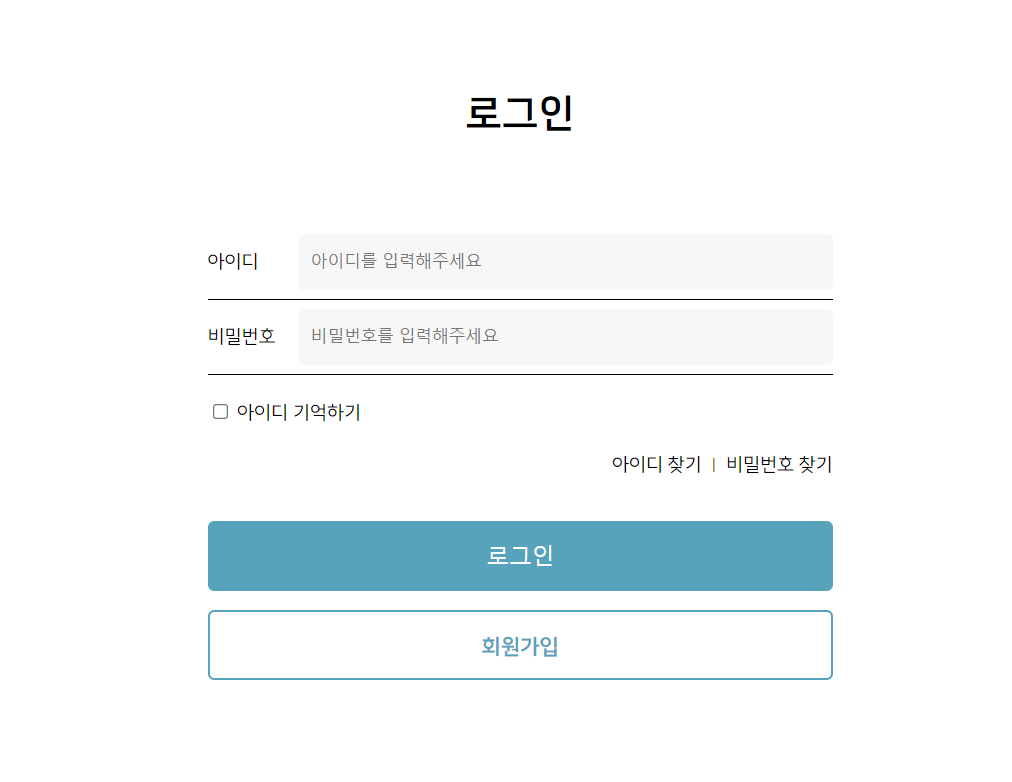 로그인
아이디 아이디를 입력해주세요
비밀번호 비밀번호를 입력해주세요
아이디 기억하기
아이디 찾기 | 비밀번호 찾기
로그인
회원가입